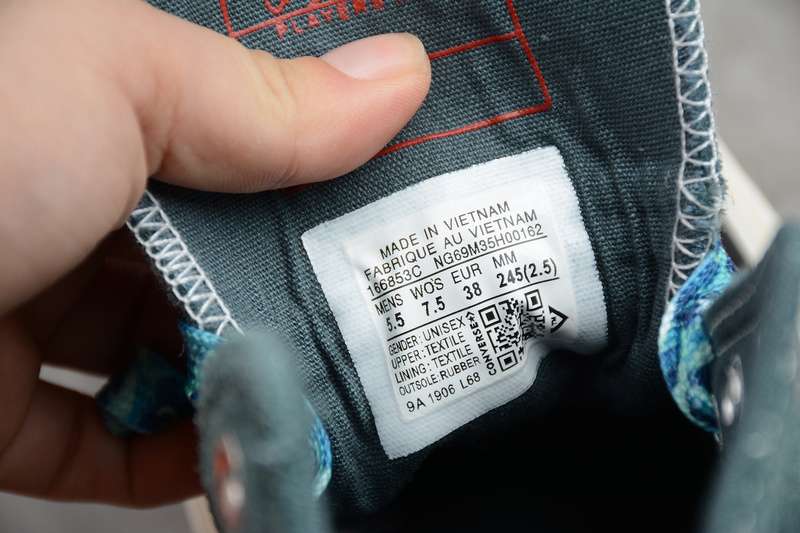 PLAYERS
MADE IN VIETNAM
FABRIQUE AU VIETNAM
166853C NG69M35H00162
MENS WOS EUR MM
5.5 7.5 38 245(2.5)
GENDER: UNISEX
UPPER: TEXTILE
LINING: TEXTILE
OUTSOLE: RUBBER
9A 1906 L68
CONVERSE